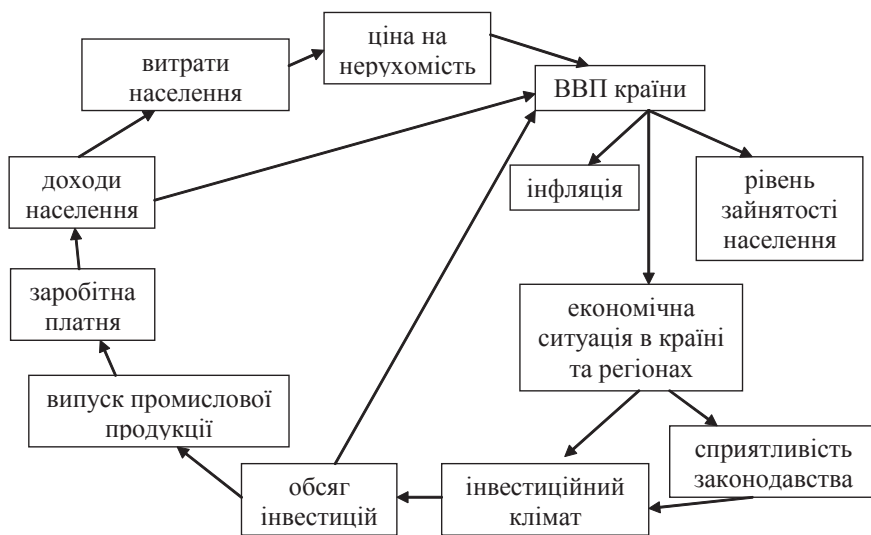 ціна на
нерухомість
витрати
населення
ВВП країни
доходи
населення
інфляція
рівень
зайнятості
населення
заробітна
платня
економічна
ситуація в країні
та регіонах
випуск промислової
продукції
сприятливість
законодавства
обсяг
інвестицій
інвестиційний
клімат